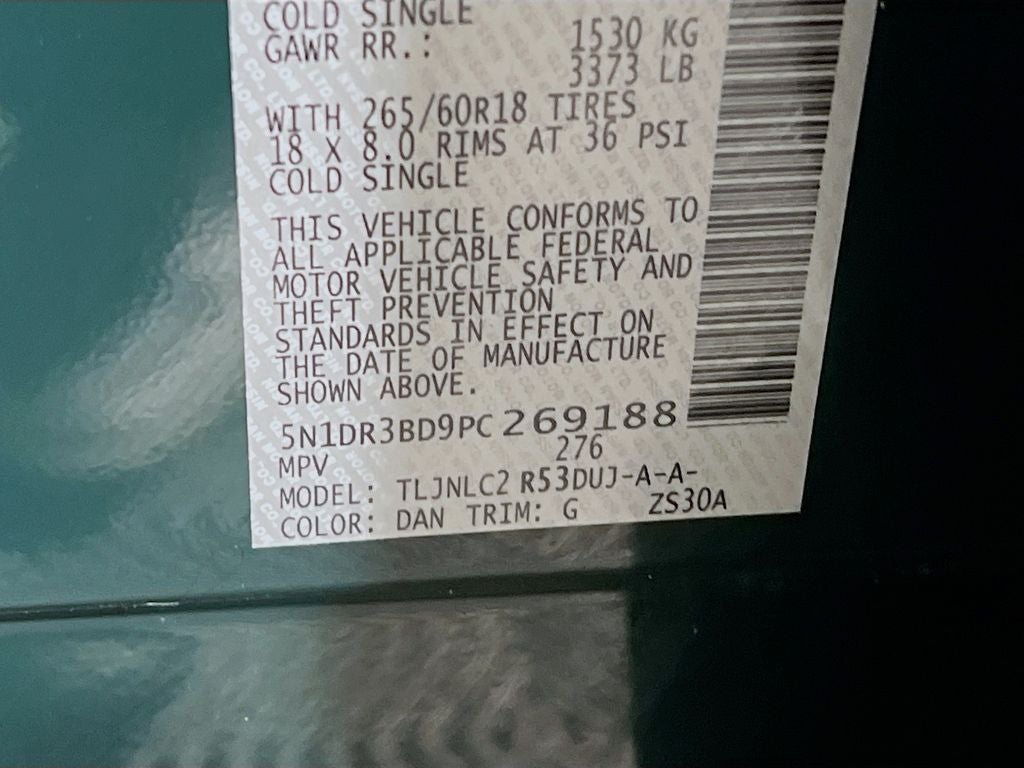 COLD SINGLE
GAWR RR.: 1530 KG
3373 LB
WITH 265/60R18 TIRES
18 X 8.0 RIMS AT 36 PSI
COLD SINGLE
THIS VEHICLE CONFORMS TO
ALL APPLICABLE FEDERAL
MOTOR VEHICLE SAFETY AND
THEFT PREVENTION
STANDARDS IN EFFECT ON
THE DATE OF MANUFACTURE
SHOWN ABOVE.
5N1DR3BD9PC269188
276
MPV
MODEL: TLJNLC2 R53DUJ-A-A-
COLOR: DAN TRIM: G ZS30A